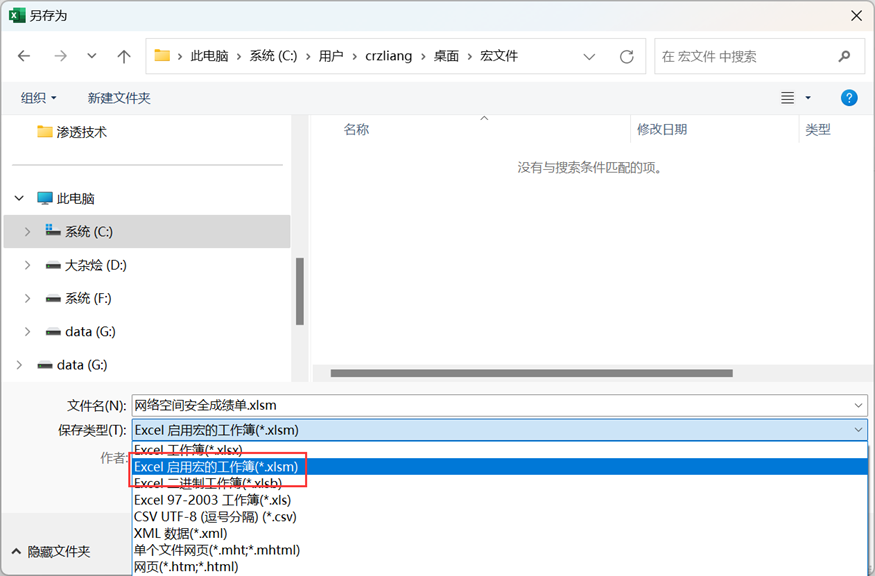 另存为
此电脑 系统 (C:) 用户 crzliang 桌面 宏文件
在 宏文件 中搜索
组织 新建文件夹
渗透技术
名称 修改日期 类型
没有与搜索条件匹配的项。
此电脑
系统 (C:)
大杂烩 (D:)
系统 (F:)
data (G:)
data (G:)
文件名(N): 网络空间安全成绩单.xlsm
保存类型(T): Excel 启用宏的工作簿(*.xlsm)
作者:
Excel 工作簿(*.xlsx)
Excel 启用宏的工作簿(*.xlsm)
Excel 二进制工作簿(*.xlsb)
Excel 97-2003 工作簿(*.xls)
CSV UTF-8 (逗号分隔) (*.csv)
XML 数据(*.xml)
单个文件网页(*.mht;*.mhtml)
网页(*.htm;*.html)
隐藏文件夹